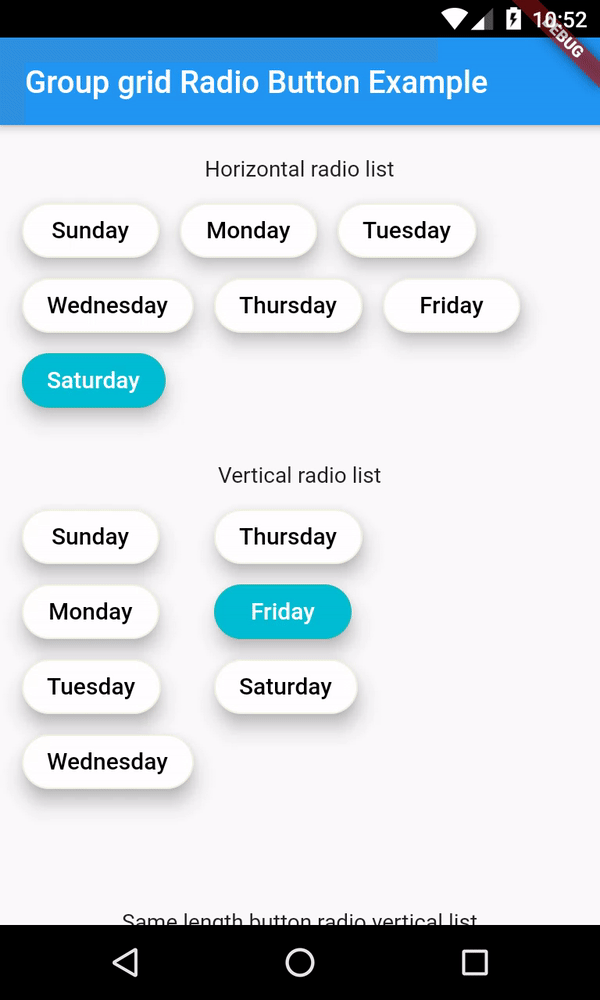 10:52
DEBUG
Group grid Radio Button Example
Horizontal radio list
Sunday Monday Tuesday
Wednesday Thursday Friday
Saturday
Vertical radio list
Sunday Thursday
Monday Friday
Tuesday Saturday
Wednesday
Same length button radio vertical list